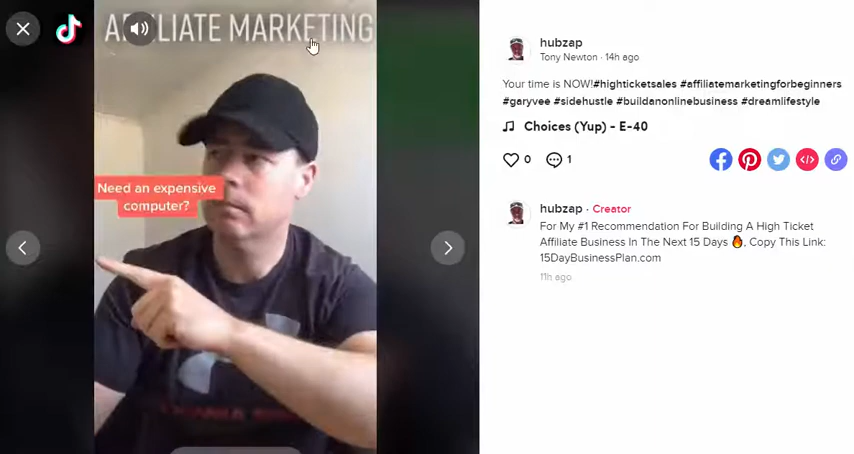 AFFILIATE MARKETING
Need an expensive
computer?
hubzap
Tony Newton · 14h ago
Your time is NOW!#highticketsales #affiliatemarketingforbeginners
#garyvee #sidehustle #buildanonlinebusiness #dreamlifestyle
Choices (Yup) - E-40
0
1
hubzap · Creator
For My #1 Recommendation For Building A High Ticket
Affiliate Business In The Next 15 Days 🔥, Copy This Link:
15DayBusinessPlan.com
11h ago